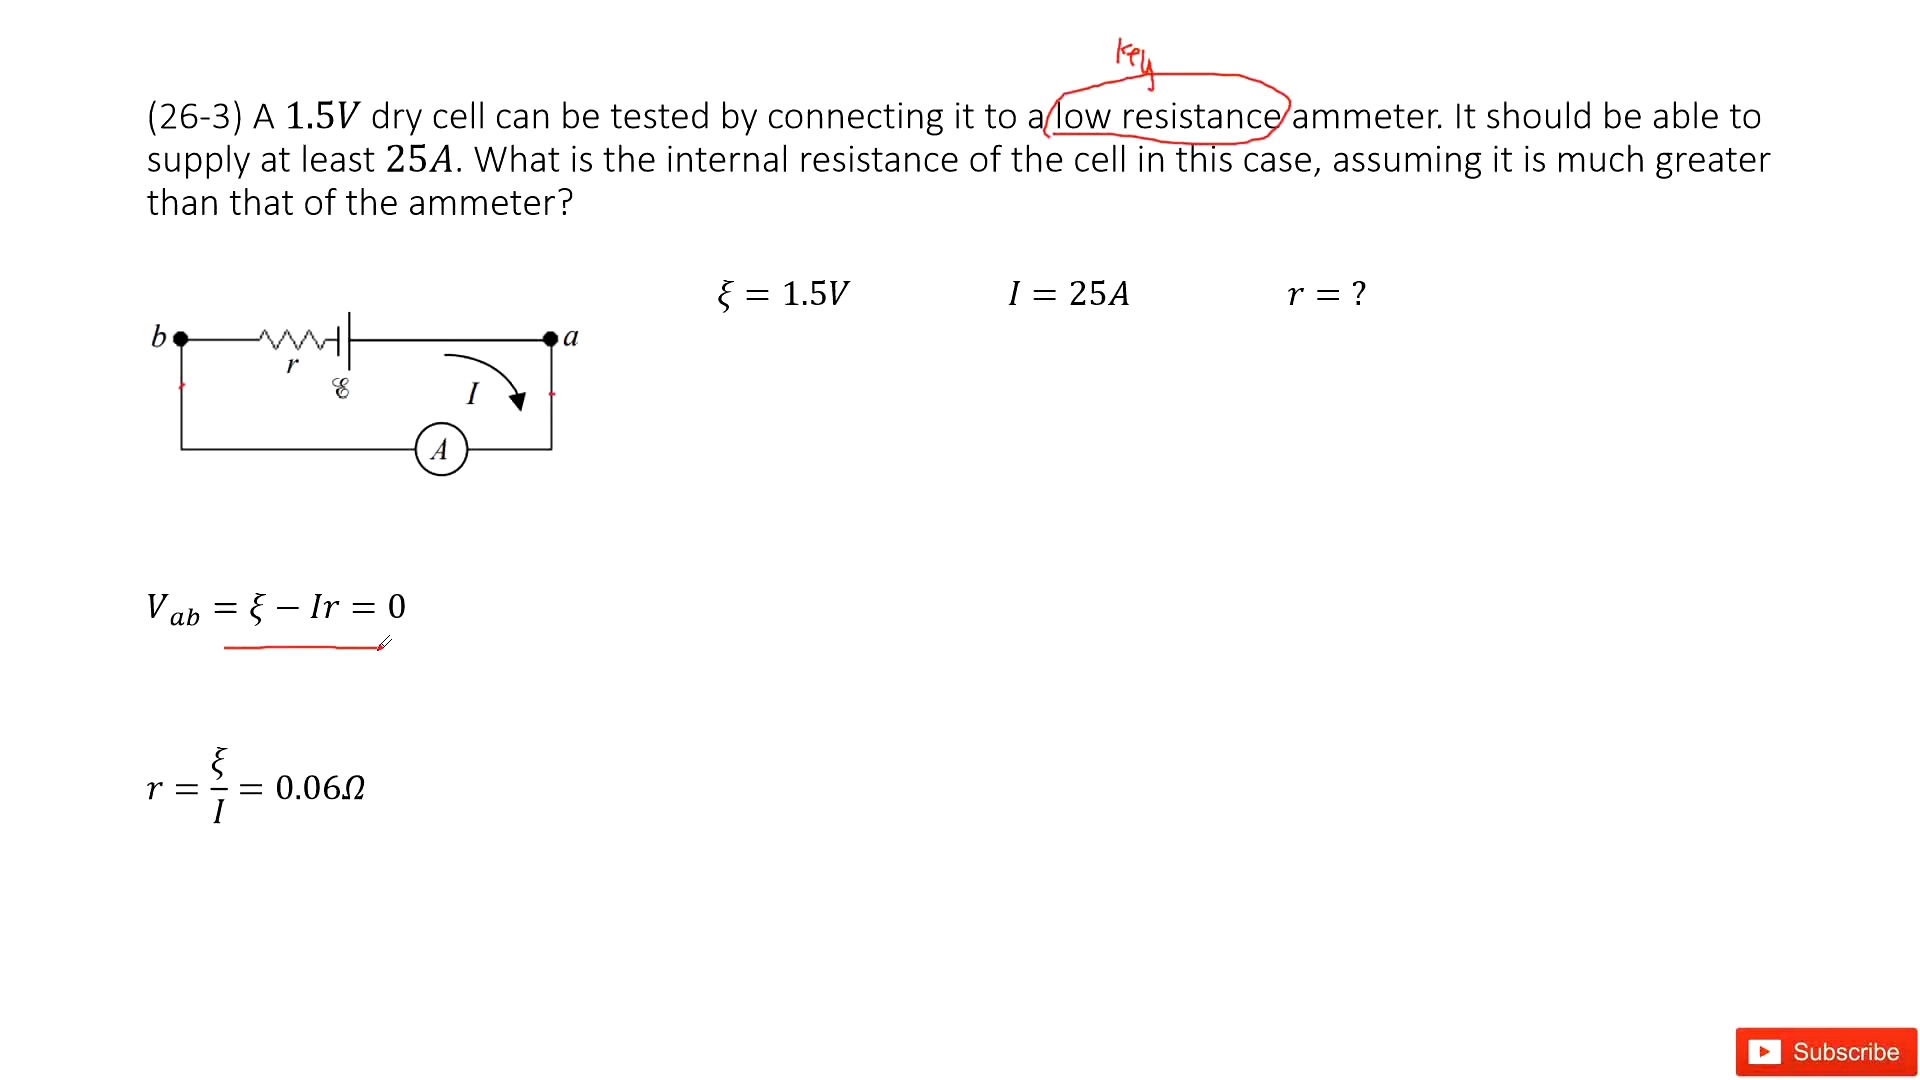 key
(26-3) A 1.5V dry cell can be tested by connecting it to a low resistance ammeter. It should be able to
supply at least 25A. What is the internal resistance of the cell in this case, assuming it is much greater
than that of the ammeter?
ξ = 1.5V I = 25A r = ?
b a
r
ℰ I
A
V_ab = ξ − Ir = 0
r = ξ/I = 0.06Ω
Subscribe